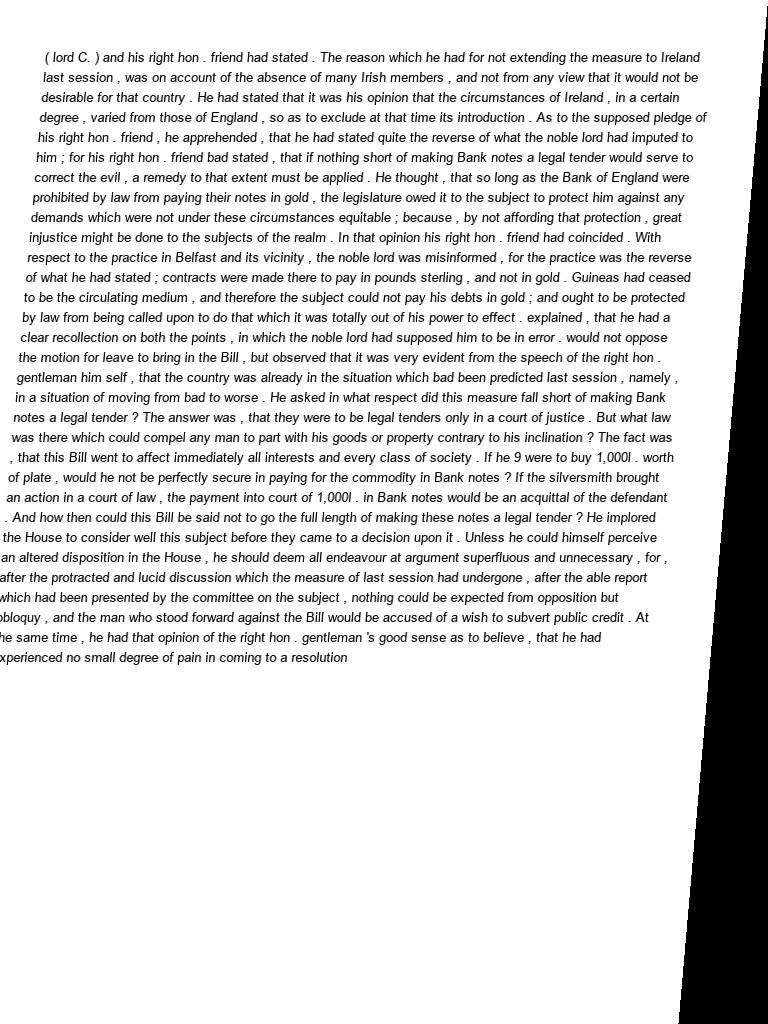 ( lord C. ) and his right hon . friend had stated . The reason which he had for not extending the measure to Ireland
last session , was on account of the absence of many Irish members , and not from any view that it would not be
desirable for that country . He had stated that it was his opinion that the circumstances of Ireland , in a certain
degree , varied from those of England , so as to exclude at that time its introduction . As to the supposed pledge of
his right hon . friend , he apprehended , that he had stated quite the reverse of what the noble lord had imputed to
him ; for his right hon . friend bad stated , that if nothing short of making Bank notes a legal tender would serve to
correct the evil , a remedy to that extent must be applied . He thought , that so long as the Bank of England were
prohibited by law from paying their notes in gold , the legislature owed it to the subject to protect him against any
demands which were not under these circumstances equitable ; because , by not affording that protection , great
injustice might be done to the subjects of the realm . In that opinion his right hon . friend had coincided . With
respect to the practice in Belfast and its vicinity , the noble lord was misinformed , for the practice was the reverse
of what he had stated ; contracts were made there to pay in pounds sterling , and not in gold . Guineas had ceased
to be the circulating medium , and therefore the subject could not pay his debts in gold ; and ought to be protected
by law from being called upon to do that which it was totally out of his power to effect . explained , that he had a
clear recollection on both the points , in which the noble lord had supposed him to be in error . would not oppose
the motion for leave to bring in the Bill , but observed that it was very evident from the speech of the right hon .
gentleman him self , that the country was already in the situation which bad been predicted last session , namely ,
in a situation of moving from bad to worse . He asked in what respect did this measure fall short of making Bank
notes a legal tender ? The answer was , that they were to be legal tenders only in a court of justice . But what law
was there which could compel any man to part with his goods or property contrary to his inclination ? The fact was
, that this Bill went to affect immediately all interests and every class of society . If he 9 were to buy 1,000l . worth
of plate , would he not be perfectly secure in paying for the commodity in Bank notes ? If the silversmith brought
an action in a court of law , the payment into court of 1,000l . in Bank notes would be an acquittal of the defendant
. And how then could this Bill be said not to go the full length of making these notes a legal tender ? He implored
the House to consider well this subject before they came to a decision upon it . Unless he could himself perceive
an altered disposition in the House , he should deem all endeavour at argument superfluous and unnecessary , for ,
after the protracted and lucid discussion which the measure of last session had undergone , after the able report
which had been presented by the committee on the subject , nothing could be expected from opposition but
obloquy , and the man who stood forward against the Bill would be accused of a wish to subvert public credit . At
he same time , he had that opinion of the right hon . gentleman 's good sense as to believe , that he had
xperienced no small degree of pain in coming to a resolution